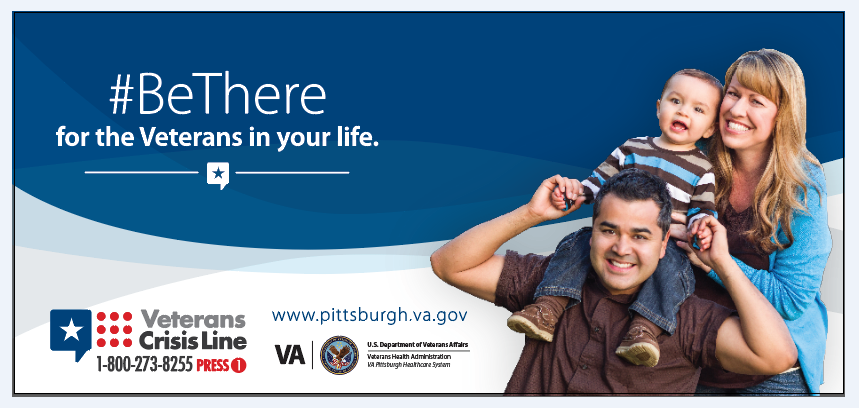 #BeThere
for the Veterans in your life.
www.pittsburgh.va.gov
Veterans
Crisis Line
1-800-273-8255 PRESS 1
VA
U.S. Department of Veterans Affairs
Veterans Health Administration
VA Pittsburgh Healthcare System